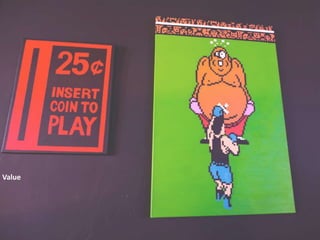 25¢
INSERT
COIN TO
PLAY
Value